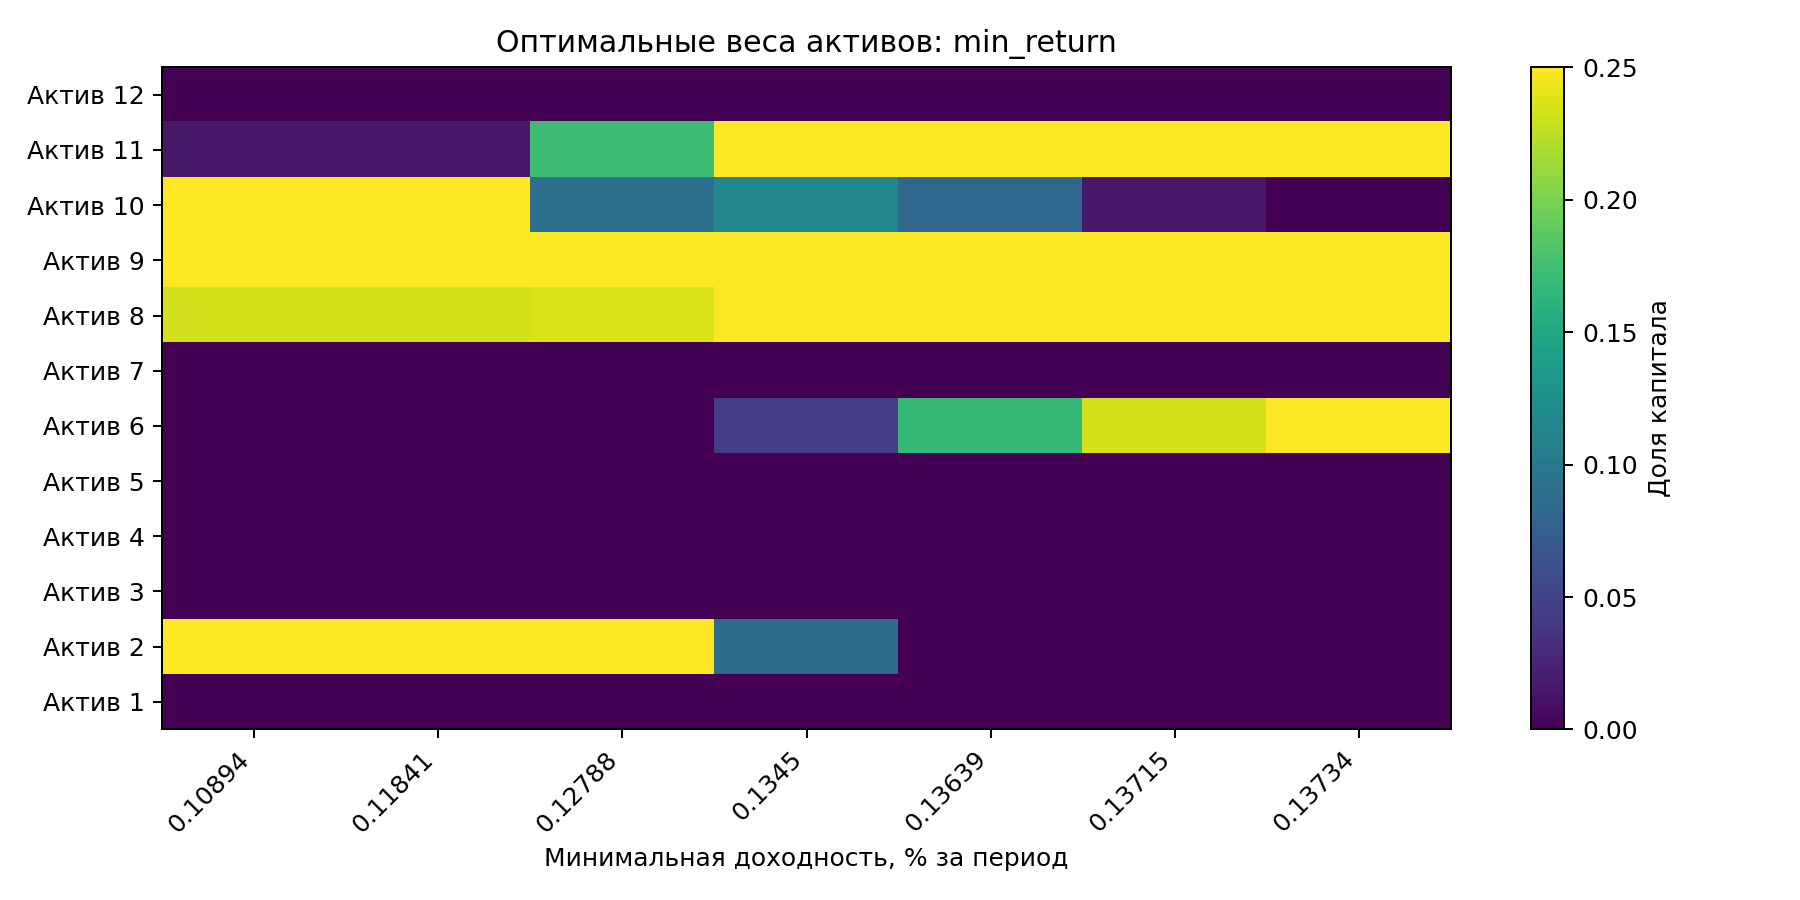 Оптимальные веса активов: min_return
Актив 12
Актив 11
Актив 10
Актив 9
Актив 8
Актив 7
Актив 6
Актив 5
Актив 4
Актив 3
Актив 2
Актив 1
0.10894
0.11841
0.12788
0.1345
0.13639
0.13715
0.13734
Минимальная доходность, % за период
0.25
0.20
0.15
0.10
0.05
0.00
Доля капитала